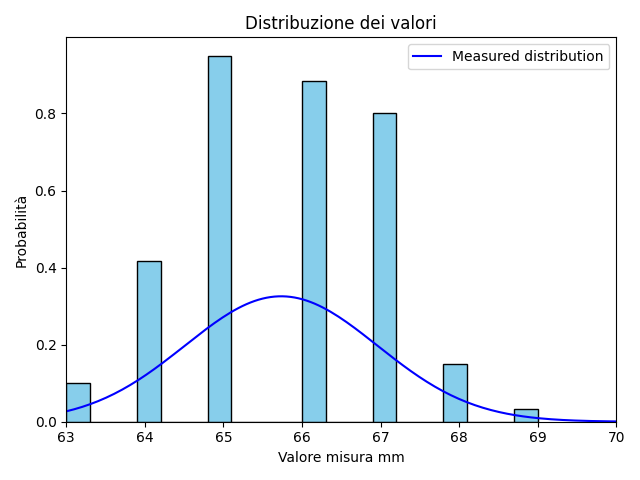 Distribuzione dei valori
Measured distribution
Probabilità
0.8
0.6
0.4
0.2
0.0
63 64 65 66 67 68 69 70
Valore misura mm